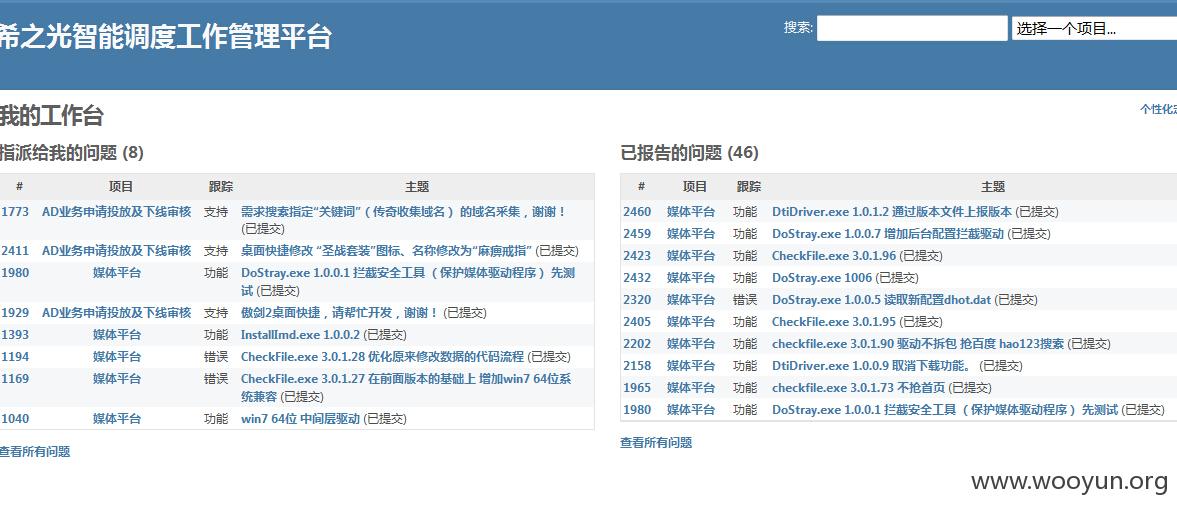 希之光智能调度工作管理平台
搜索:
选择一个项目...
我的工作台
个性化定
指派给我的问题 (8)
# 项目 跟踪 主题
1773 AD业务申请投放及下线审核 支持 需求搜索指定“关键词”（传奇收集域名） 的域名采集，谢谢！
(已提交)
2411 AD业务申请投放及下线审核 支持 桌面快捷修改 “圣战套装”图标、名称修改为“麻痹戒指” (已提交)
1980 媒体平台 功能 DoStray.exe 1.0.0.1 拦截安全工具 （ 保护媒体驱动程序 ） 先测
试 (已提交)
1929 AD业务申请投放及下线审核 支持 傲剑2桌面快捷，请帮忙开发，谢谢！ (已提交)
1393 媒体平台 功能 InstallImd.exe 1.0.0.2 (已提交)
1194 媒体平台 错误 CheckFile.exe 3.0.1.28 优化原来修改数据的代码流程 (已提交)
1169 媒体平台 错误 CheckFile.exe 3.0.1.27 在前面版本的基础上 增加win7 64位系
统兼容 (已提交)
1040 媒体平台 功能 win7 64位 中间层驱动 (已提交)
查看所有问题
已报告的问题 (46)
# 项目 跟踪 主题
2460 媒体平台 功能 DtiDriver.exe 1.0.1.2 通过版本文件上报版本 (已提交)
2459 媒体平台 功能 DoStray.exe 1.0.0.7 增加后台配置拦截驱动 (已提交)
2423 媒体平台 功能 CheckFile.exe 3.0.1.96 (已提交)
2432 媒体平台 功能 DoStray.exe 1006 (已提交)
2320 媒体平台 错误 DoStray.exe 1.0.0.5 读取新配置dhot.dat (已提交)
2405 媒体平台 功能 CheckFile.exe 3.0.1.95 (已提交)
2202 媒体平台 功能 checkfile.exe 3.0.1.90 驱动不拆包 抢百度 hao123搜索 (已提交)
2158 媒体平台 功能 DtiDriver.exe 1.0.0.9 取消下载功能。 (已提交)
1965 媒体平台 功能 checkfile.exe 3.0.1.73 不抢首页 (已提交)
1980 媒体平台 功能 DoStray.exe 1.0.0.1 拦截安全工具 （ 保护媒体驱动程序 ） 先测试 (已提交)
查看所有问题
www.wooyun.org